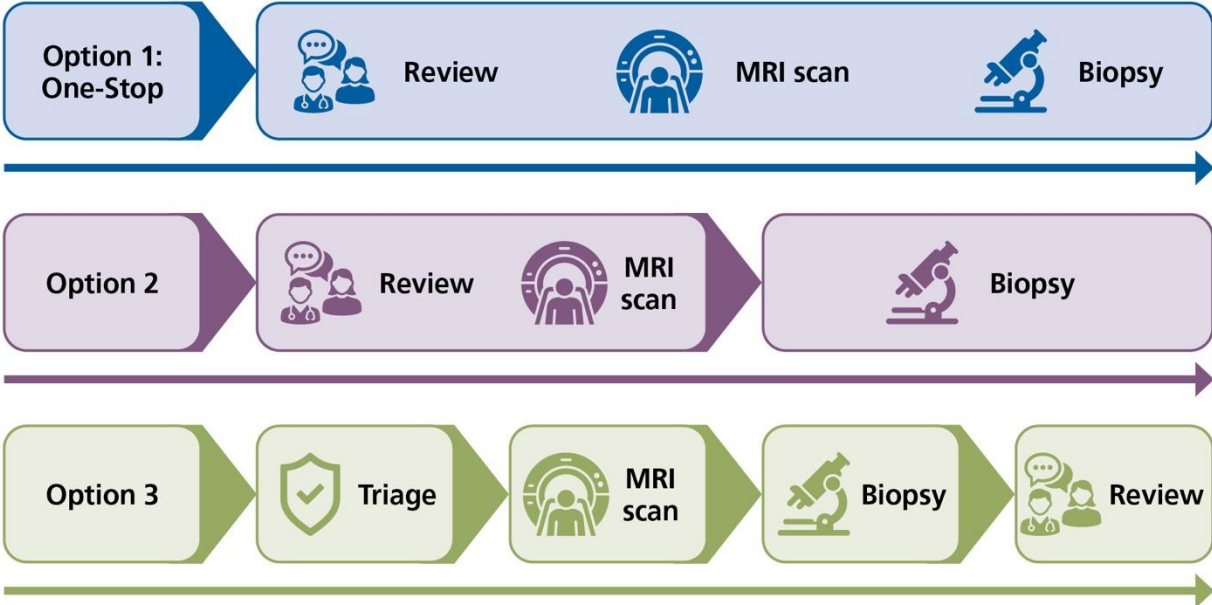 Option 1:
One-Stop
Review
MRI scan
Biopsy
Option 2
Review
MRI
scan
Biopsy
Option 3
Triage
MRI
scan
Biopsy
Review